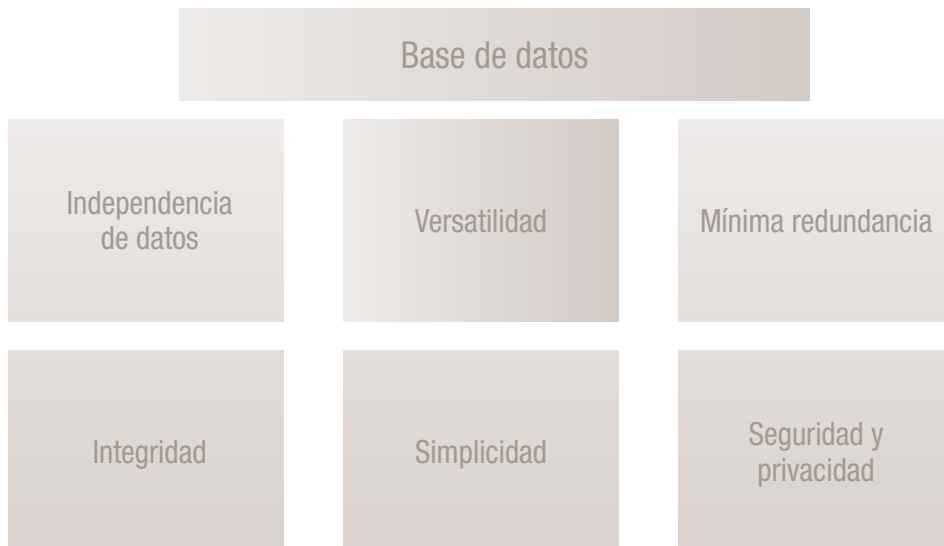 Base de datos
Independencia
de datos
Versatilidad
Mínima redundancia
Integridad
Simplicidad
Seguridad y
privacidad